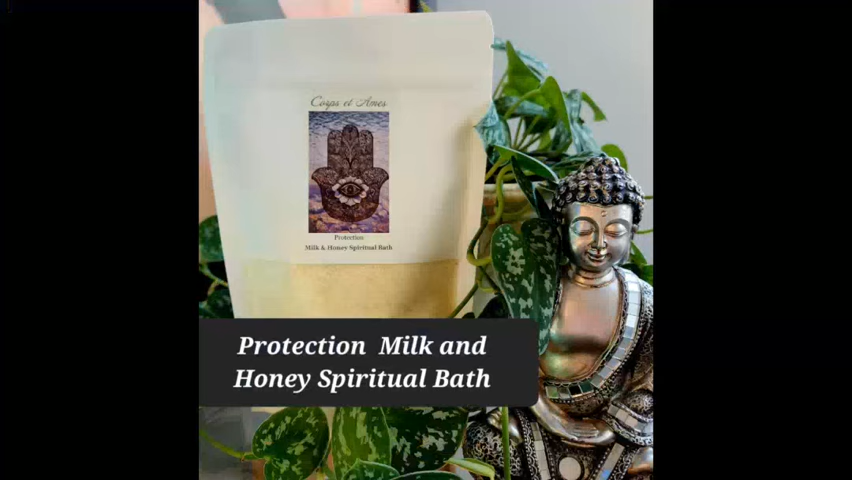 Corps et Ames
Protection
Milk & Honey Spiritual Bath
Protection Milk and
Honey Spiritual Bath